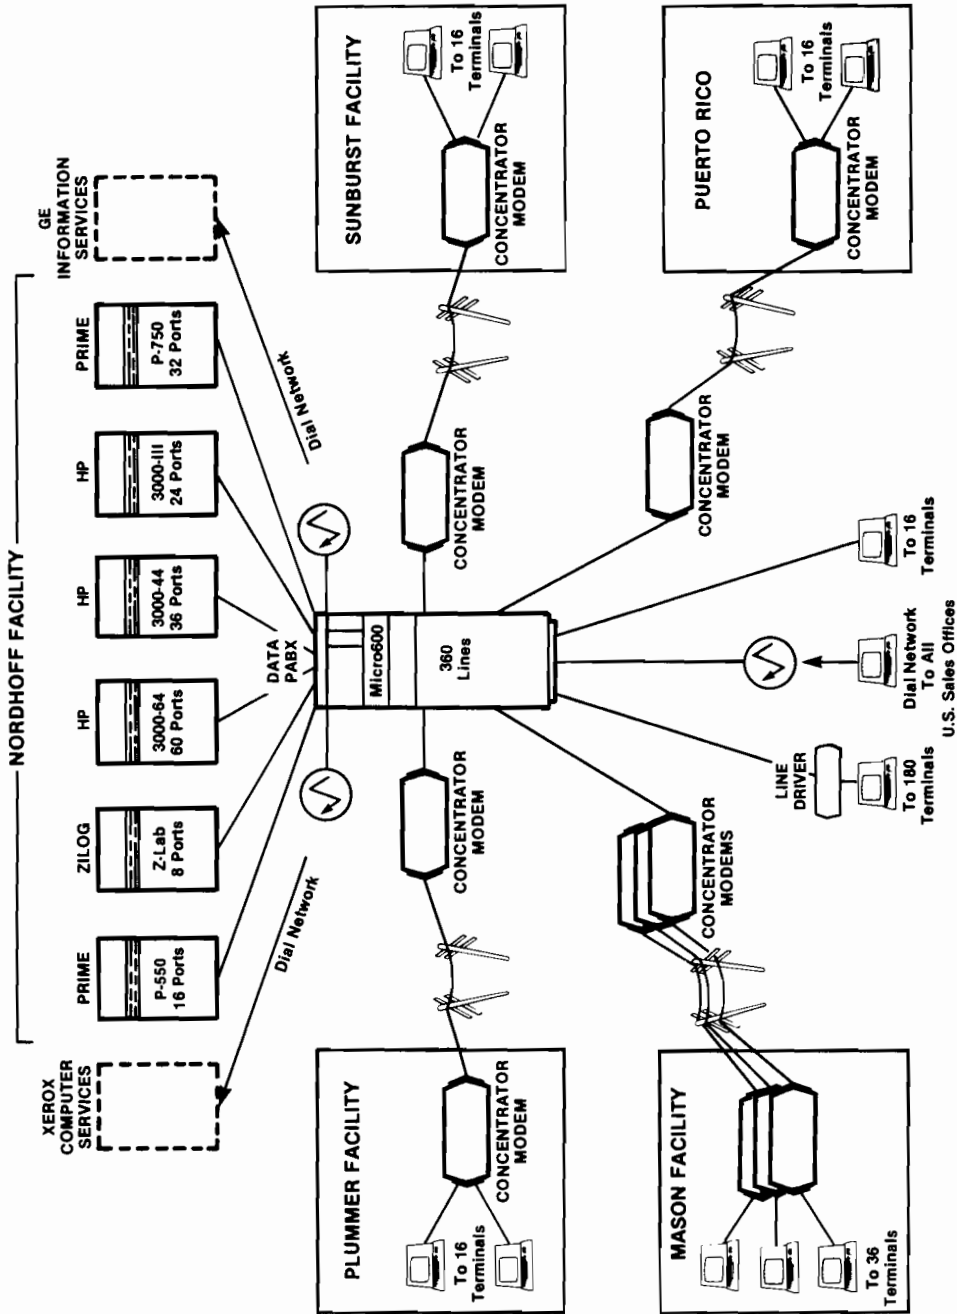 NORDHOFF FACILITY
XEROX
COMPUTER
SERVICES
PRIME
P-550
16 Ports
ZILOG
Z-Lab
8 Ports
HP
3000-64
60 Ports
HP
3000-44
36 Ports
HP
3000-III
24 Ports
PRIME
P-750
32 Ports
GE
INFORMATION
SERVICES
Dial Network
DATA
PABX
Dial Network
Micro600
360
Lines
PLUMMER FACILITY
To 16
Terminals
CONCENTRATOR
MODEM
CONCENTRATOR
MODEM
CONCENTRATOR
MODEM
SUNBURST FACILITY
CONCENTRATOR
MODEM
To 16
Terminals
MASON FACILITY
To 36
Terminals
CONCENTRATOR
MODEMS
LINE
DRIVER
To 180
Terminals
Dial Network
To All
U.S. Sales Offices
To 16
Terminals
CONCENTRATOR
MODEM
PUERTO RICO
CONCENTRATOR
MODEM
To 16
Terminals